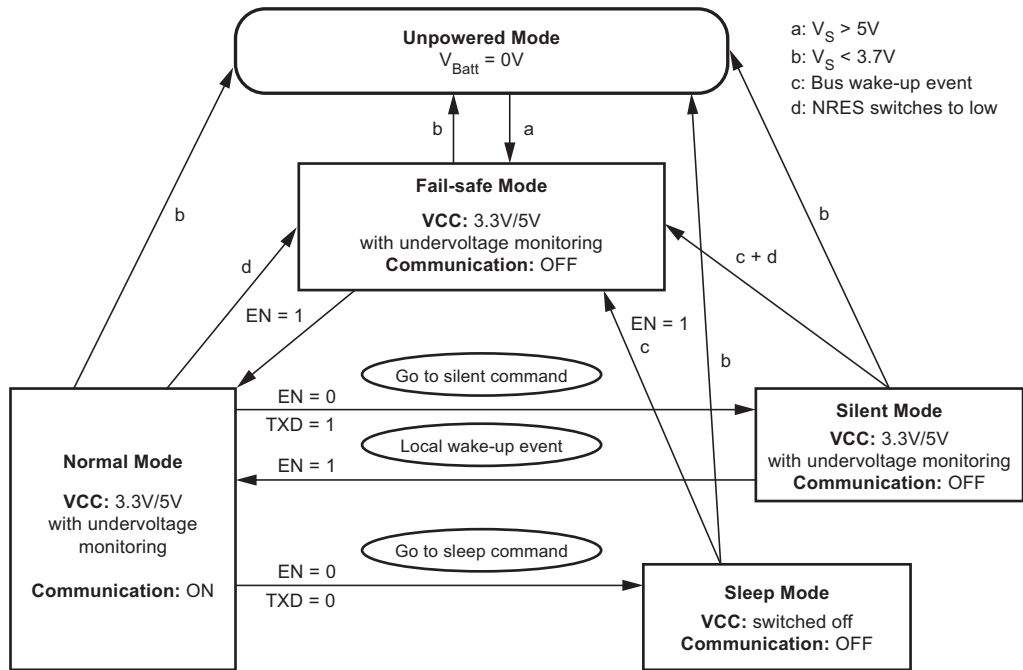 Unpowered Mode
V_Batt = 0V
a: V_S > 5V
b: V_S < 3.7V
c: Bus wake-up event
d: NRES switches to low
b
a
Fail-safe Mode
VCC: 3.3V/5V
with undervoltage monitoring
Communication: OFF
b
d
b
c + d
EN = 1
EN = 1
c
b
Go to silent command
EN = 0
TXD = 1
Local wake-up event
EN = 1
Normal Mode
VCC: 3.3V/5V
with undervoltage
monitoring
Communication: ON
Silent Mode
VCC: 3.3V/5V
with undervoltage monitoring
Communication: OFF
Go to sleep command
EN = 0
TXD = 0
Sleep Mode
VCC: switched off
Communication: OFF